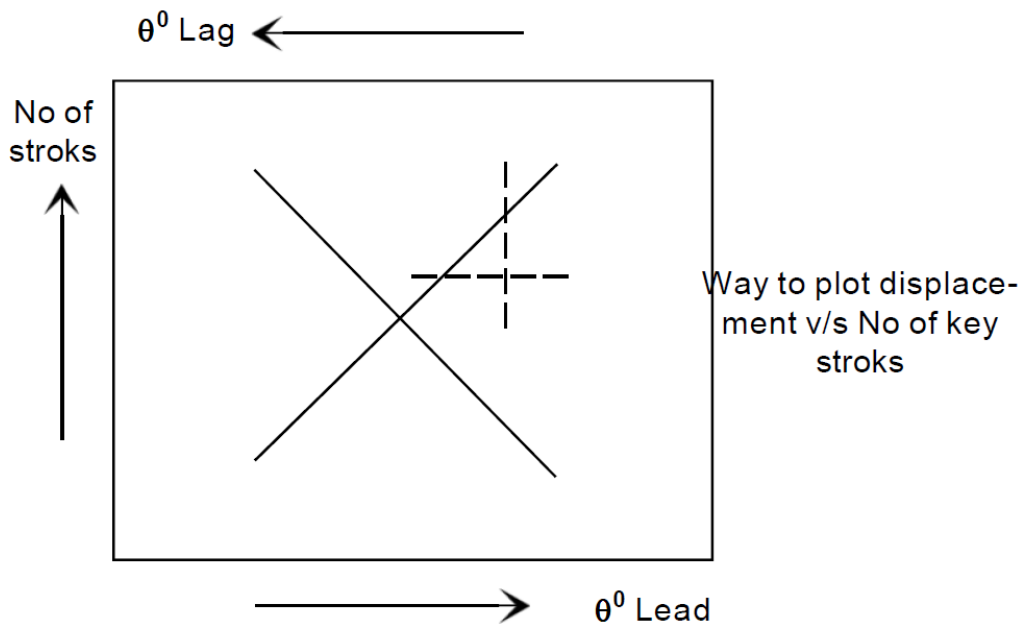 θ⁰ Lag
No of
stroks
Way to plot displace-
ment v/s No of key
stroks
θ⁰ Lead